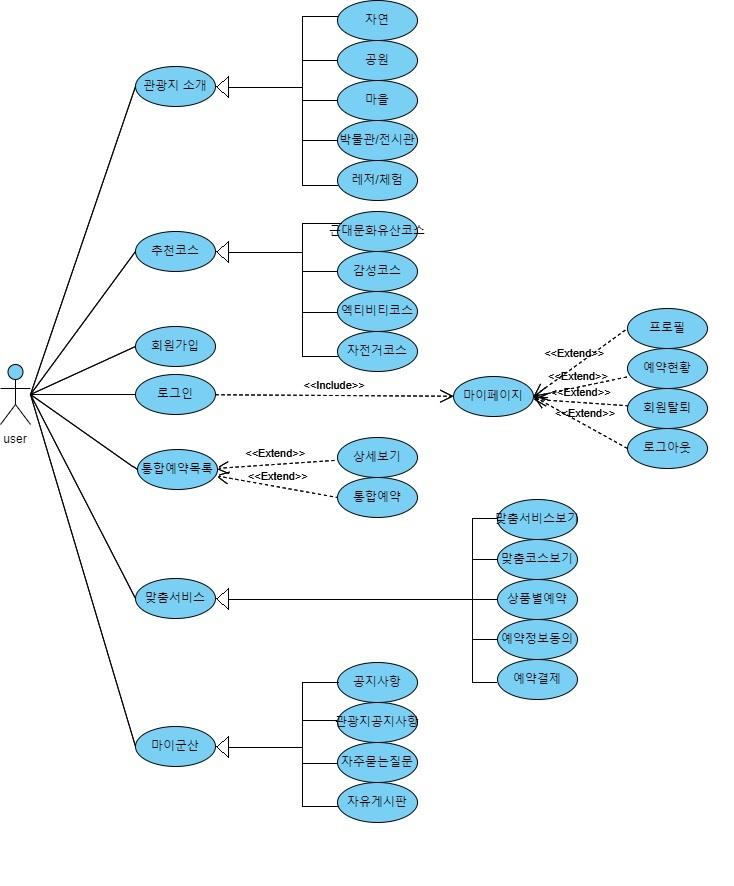 자연
공원
관광지 소개
마을
박물관/전시관
레저/체험
근대문화유산코스
추천코스
감성코스
엑티비티코스
자전거코스
회원가입
프로필
<<Extend>>
예약현황
<<Extend>>
로그인
<<Include>>
마이페이지
<<Extend>>
회원탈퇴
<<Extend>>
로그아웃
user
통합예약목록
<<Extend>>
상세보기
<<Extend>>
통합예약
맞춤서비스보기
맞춤코스보기
맞춤서비스
상품별예약
예약정보동의
예약결제
공지사항
관광지공지사항
마이군산
자주묻는질문
자유게시판